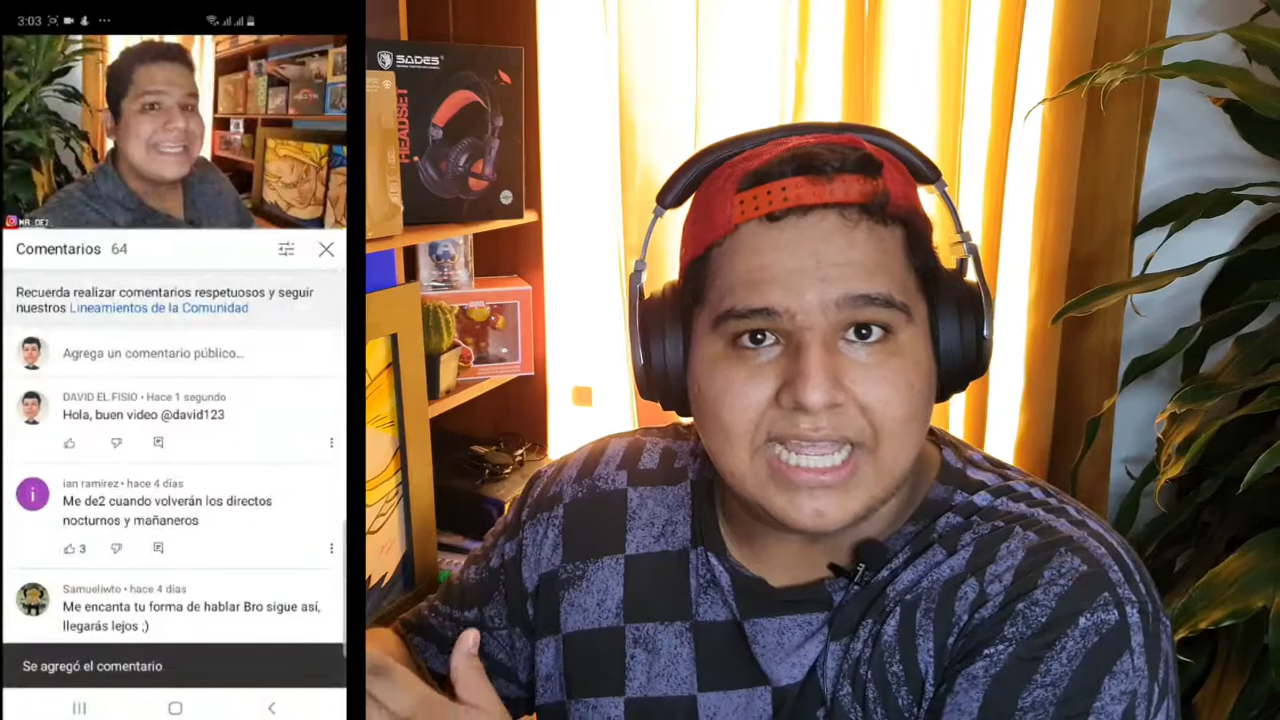 3:03
MR_DE2_
Comentarios 64
Recuerda realizar comentarios respetuosos y seguir
nuestros Lineamientos de la Comunidad
Agrega un comentario público...
DAVID EL.FISIO • Hace 1 segundo
Hola, buen video @david123
i
ian ramirez • hace 4 días
Me de2 cuando volverán los directos
nocturnos y mañaneros
3
Samueliwto • hace 4 días
Me encanta tu forma de hablar Bro sigue así,
llegarás lejos ;)
Se agregó el comentario
SADES
HEADSET